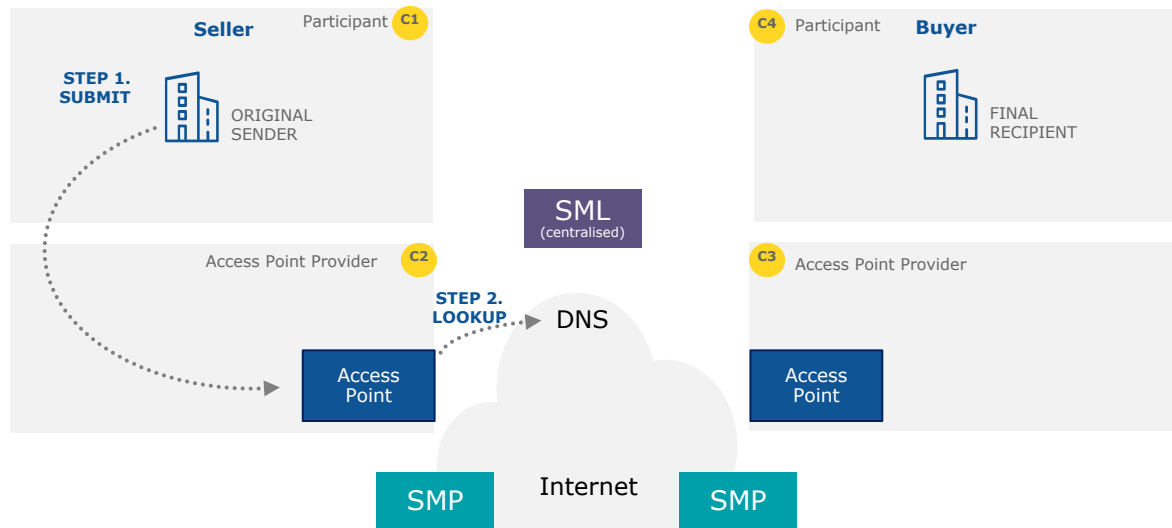 Seller
Participant
C1
STEP 1.
SUBMIT
ORIGINAL
SENDER
C4
Participant
Buyer
FINAL
RECIPIENT
SML
(centralised)
Access Point Provider
C2
C3
Access Point Provider
STEP 2.
LOOKUP
DNS
Access
Point
Access
Point
Internet
SMP
SMP